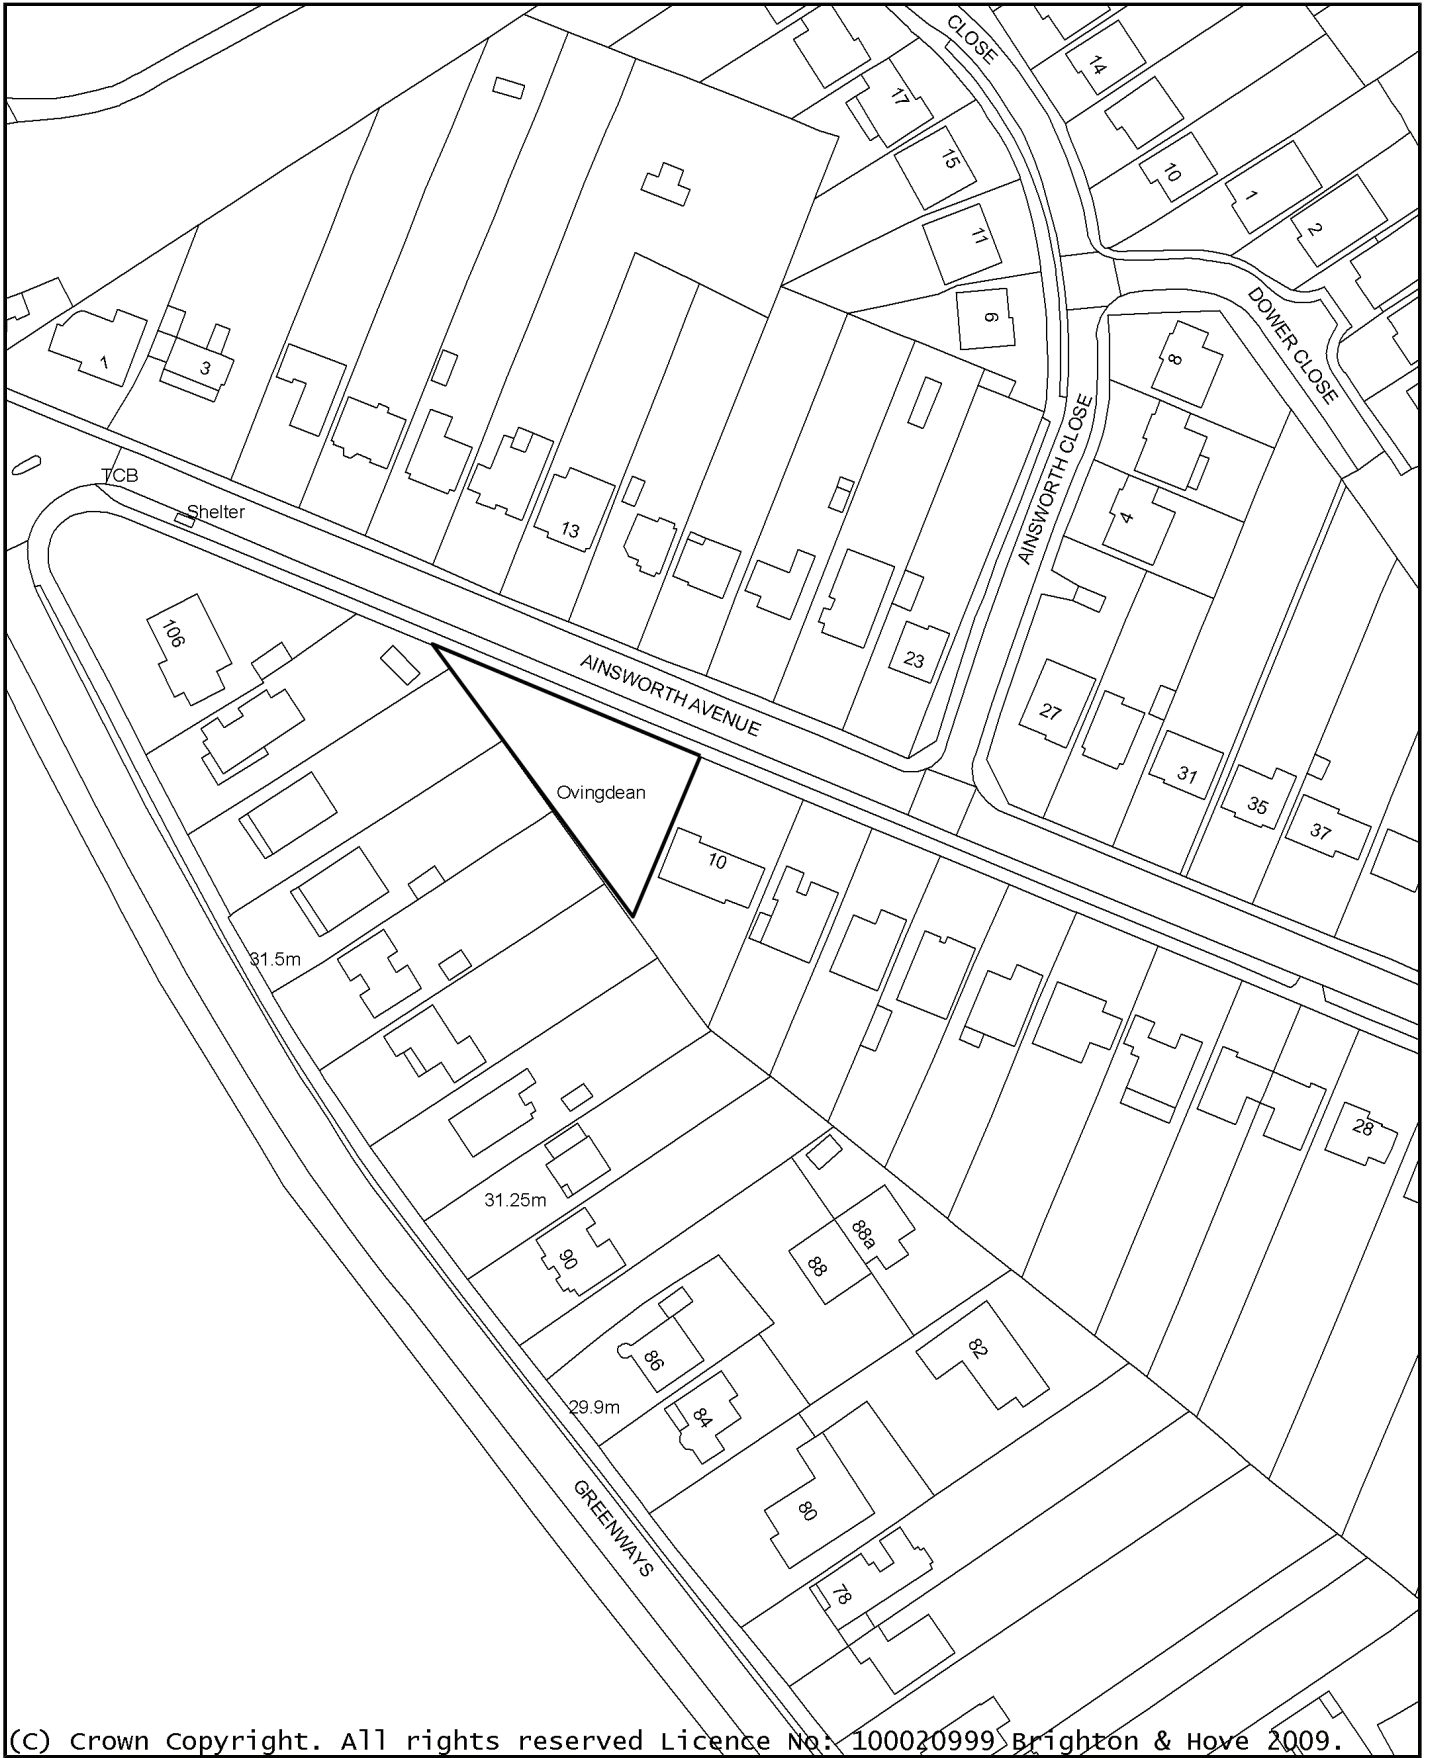 CLOSE
14
17
15
10
1
11
2
9
DOWER CLOSE
1
3
8
AINSWORTH CLOSE
TCB
Shelter
13
4
106
23
AINSWORTH AVENUE
27
31
35
37
Ovingdean
10
31.5m
28
31.25m
90
88a
88
86
82
29.9m
84
GREENWAYS
80
78
(C) Crown Copyright. All rights reserved Licence No: 100020999 Brighton & Hove 2009.